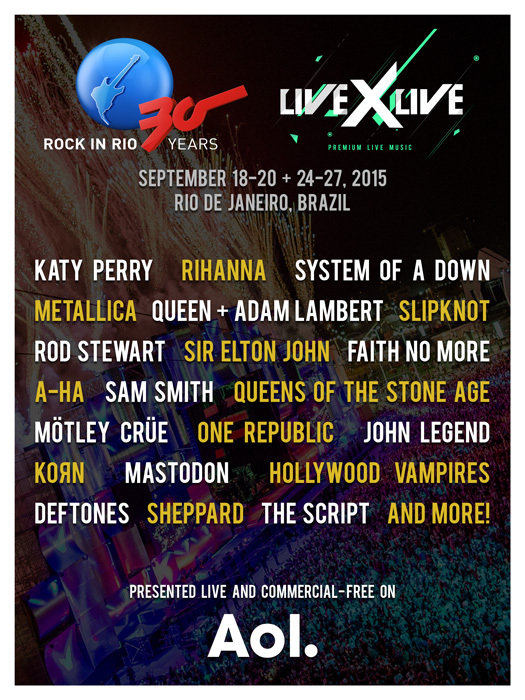 ROCK IN RIO 30 YEARS
LIVEXLIVE
PREMIUM LIVE MUSIC
SEPTEMBER 18-20 + 24-27, 2015
RIO DE JANEIRO, BRAZIL
KATY PERRY RIHANNA SYSTEM OF A DOWN
METALLICA QUEEN + ADAM LAMBERT SLIPKNOT
ROD STEWART SIR ELTON JOHN FAITH NO MORE
A-HA SAM SMITH QUEENS OF THE STONE AGE
MÖTLEY CRÜE ONE REPUBLIC JOHN LEGEND
KOЯN MASTODON HOLLYWOOD VAMPIRES
DEFTONES SHEPPARD THE SCRIPT AND MORE!
PRESENTED LIVE AND COMMERCIAL-FREE ON
Aol.